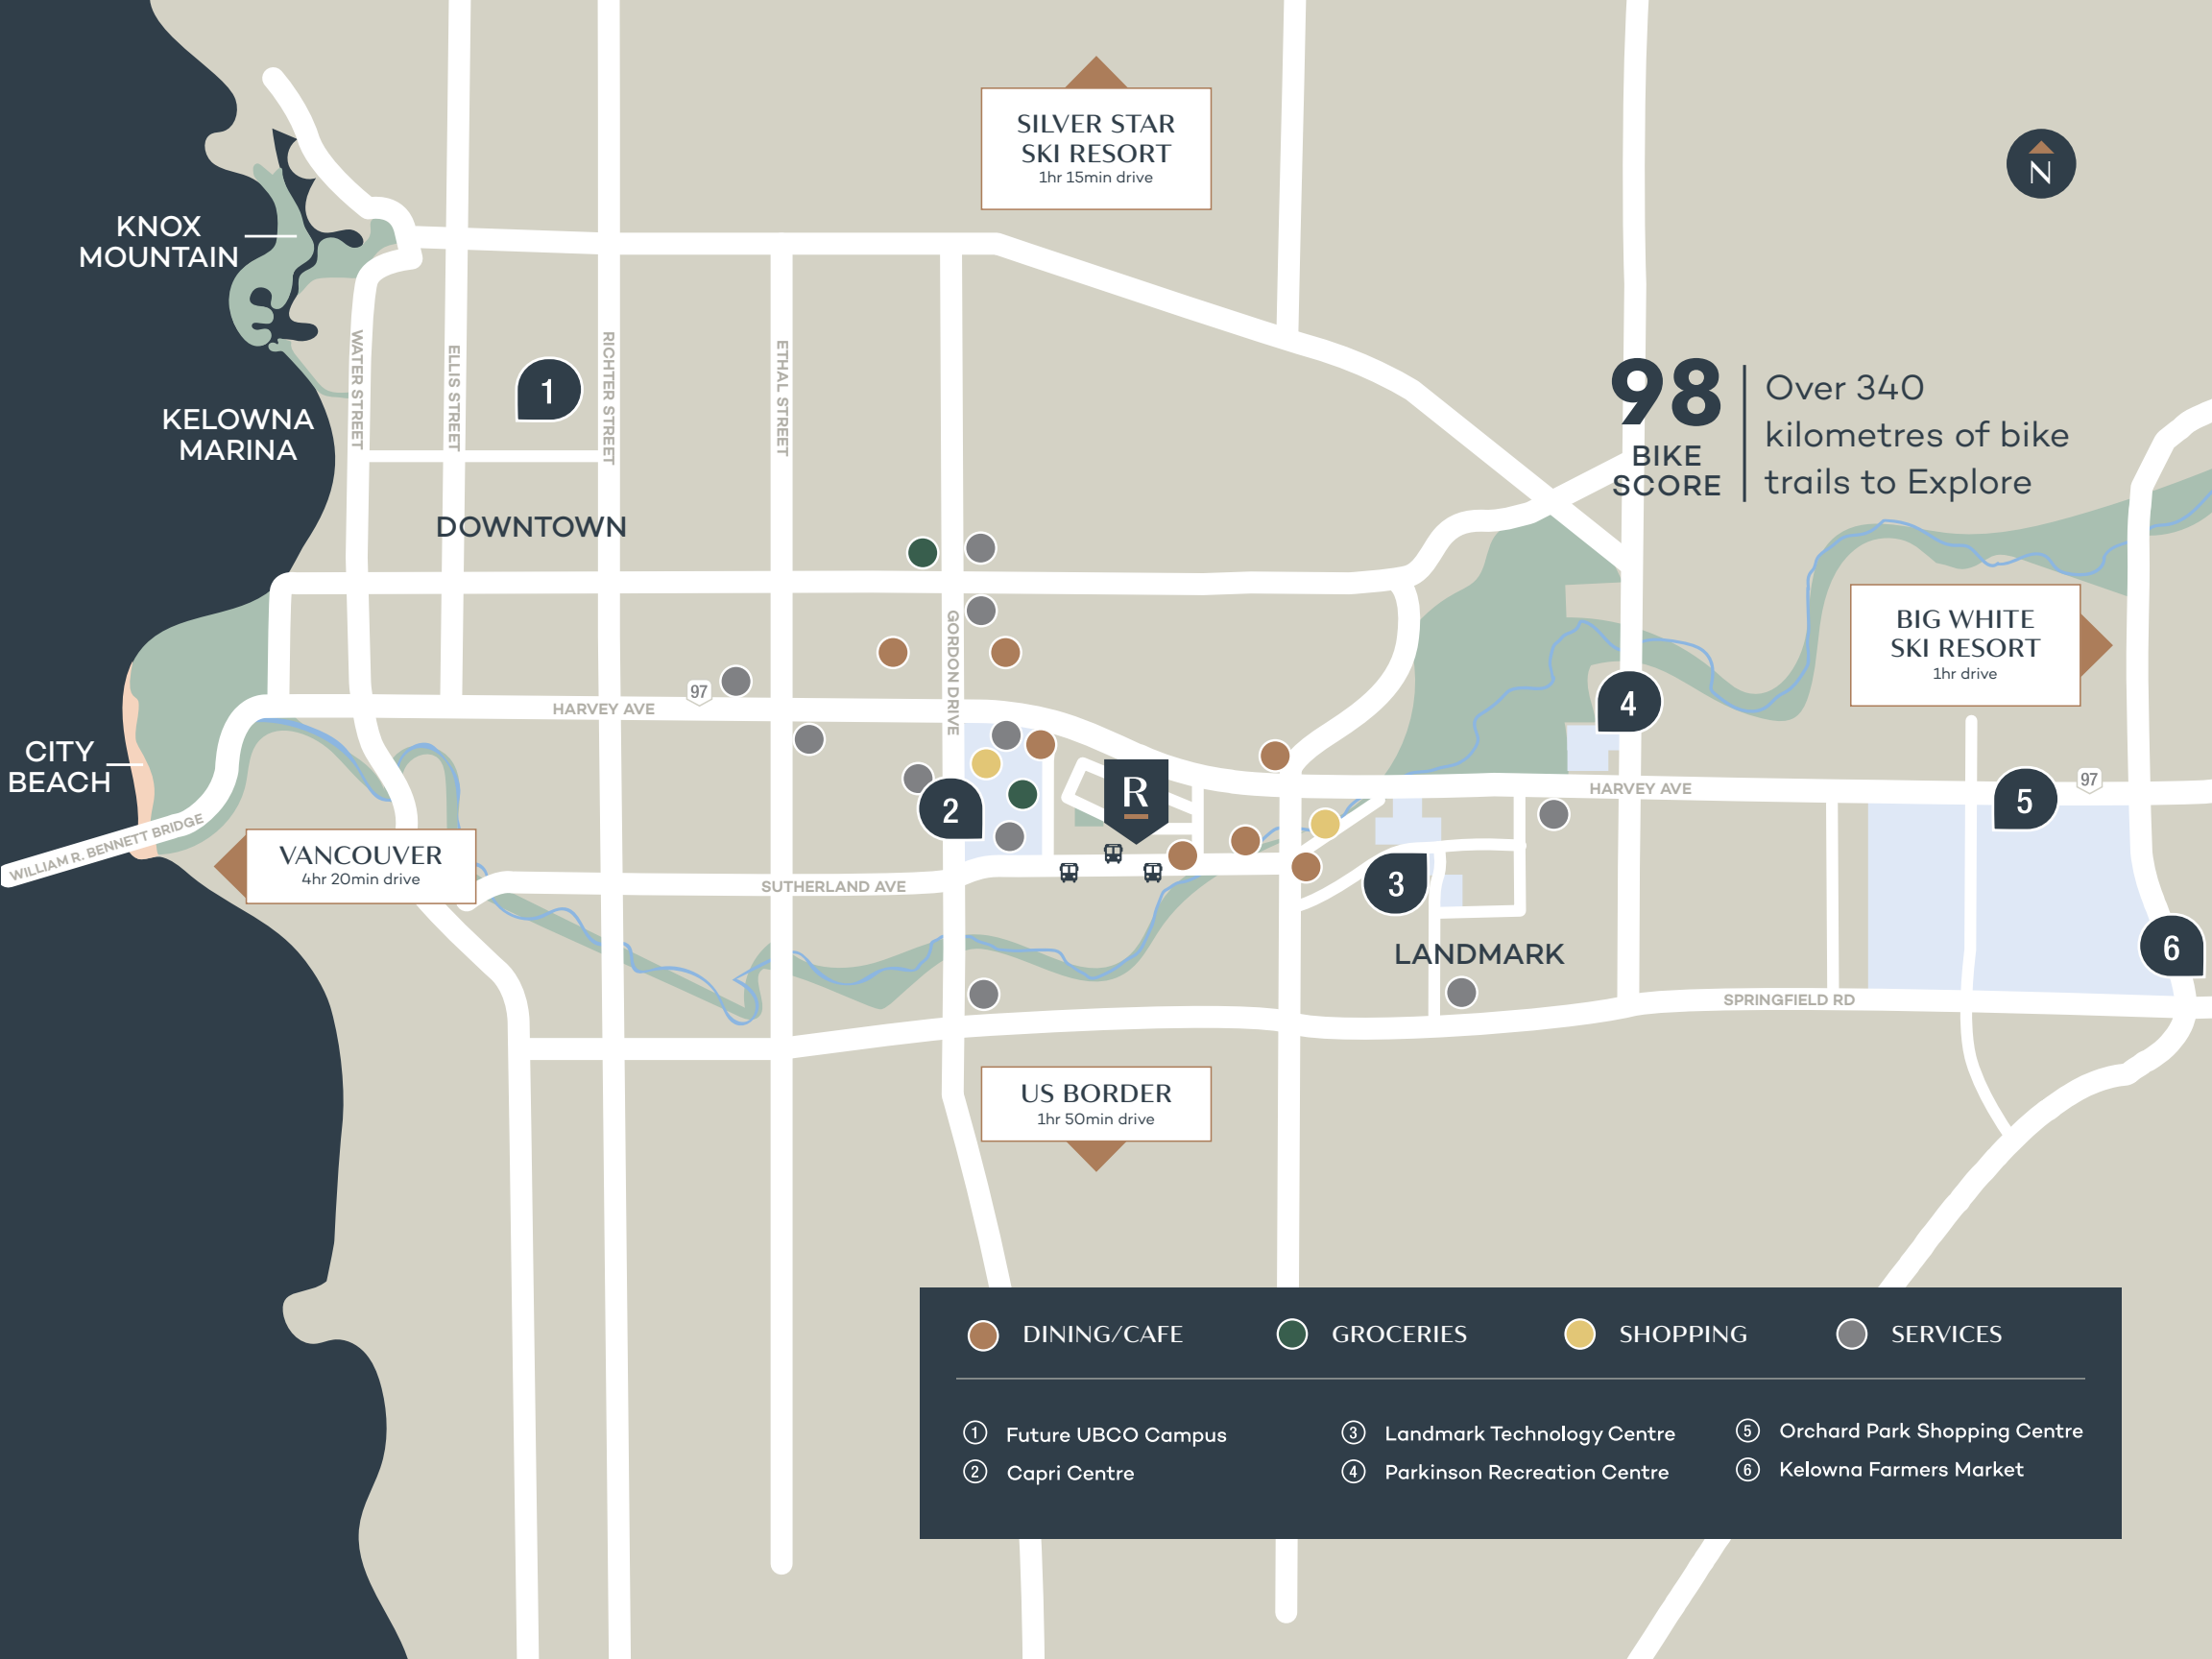 SILVER STAR
SKI RESORT
1hr 15min drive
N
KNOX
MOUNTAIN
WATER STREET
ELLIS STREET
RICHTER STREET
ETHAL STREET
1
KELOWNA
MARINA
98
BIKE
SCORE
Over 340
kilometres of bike
trails to Explore
DOWNTOWN
GORDON DRIVE
BIG WHITE
SKI RESORT
1hr drive
97
HARVEY AVE
4
CITY
BEACH
R
2
HARVEY AVE
97
5
WILLIAM R. BENNETT BRIDGE
VANCOUVER
4hr 20min drive
SUTHERLAND AVE
3
LANDMARK
6
SPRINGFIELD RD
US BORDER
1hr 50min drive
DINING/CAFE
GROCERIES
SHOPPING
SERVICES
1 Future UBCO Campus
2 Capri Centre
3 Landmark Technology Centre
4 Parkinson Recreation Centre
5 Orchard Park Shopping Centre
6 Kelowna Farmers Market